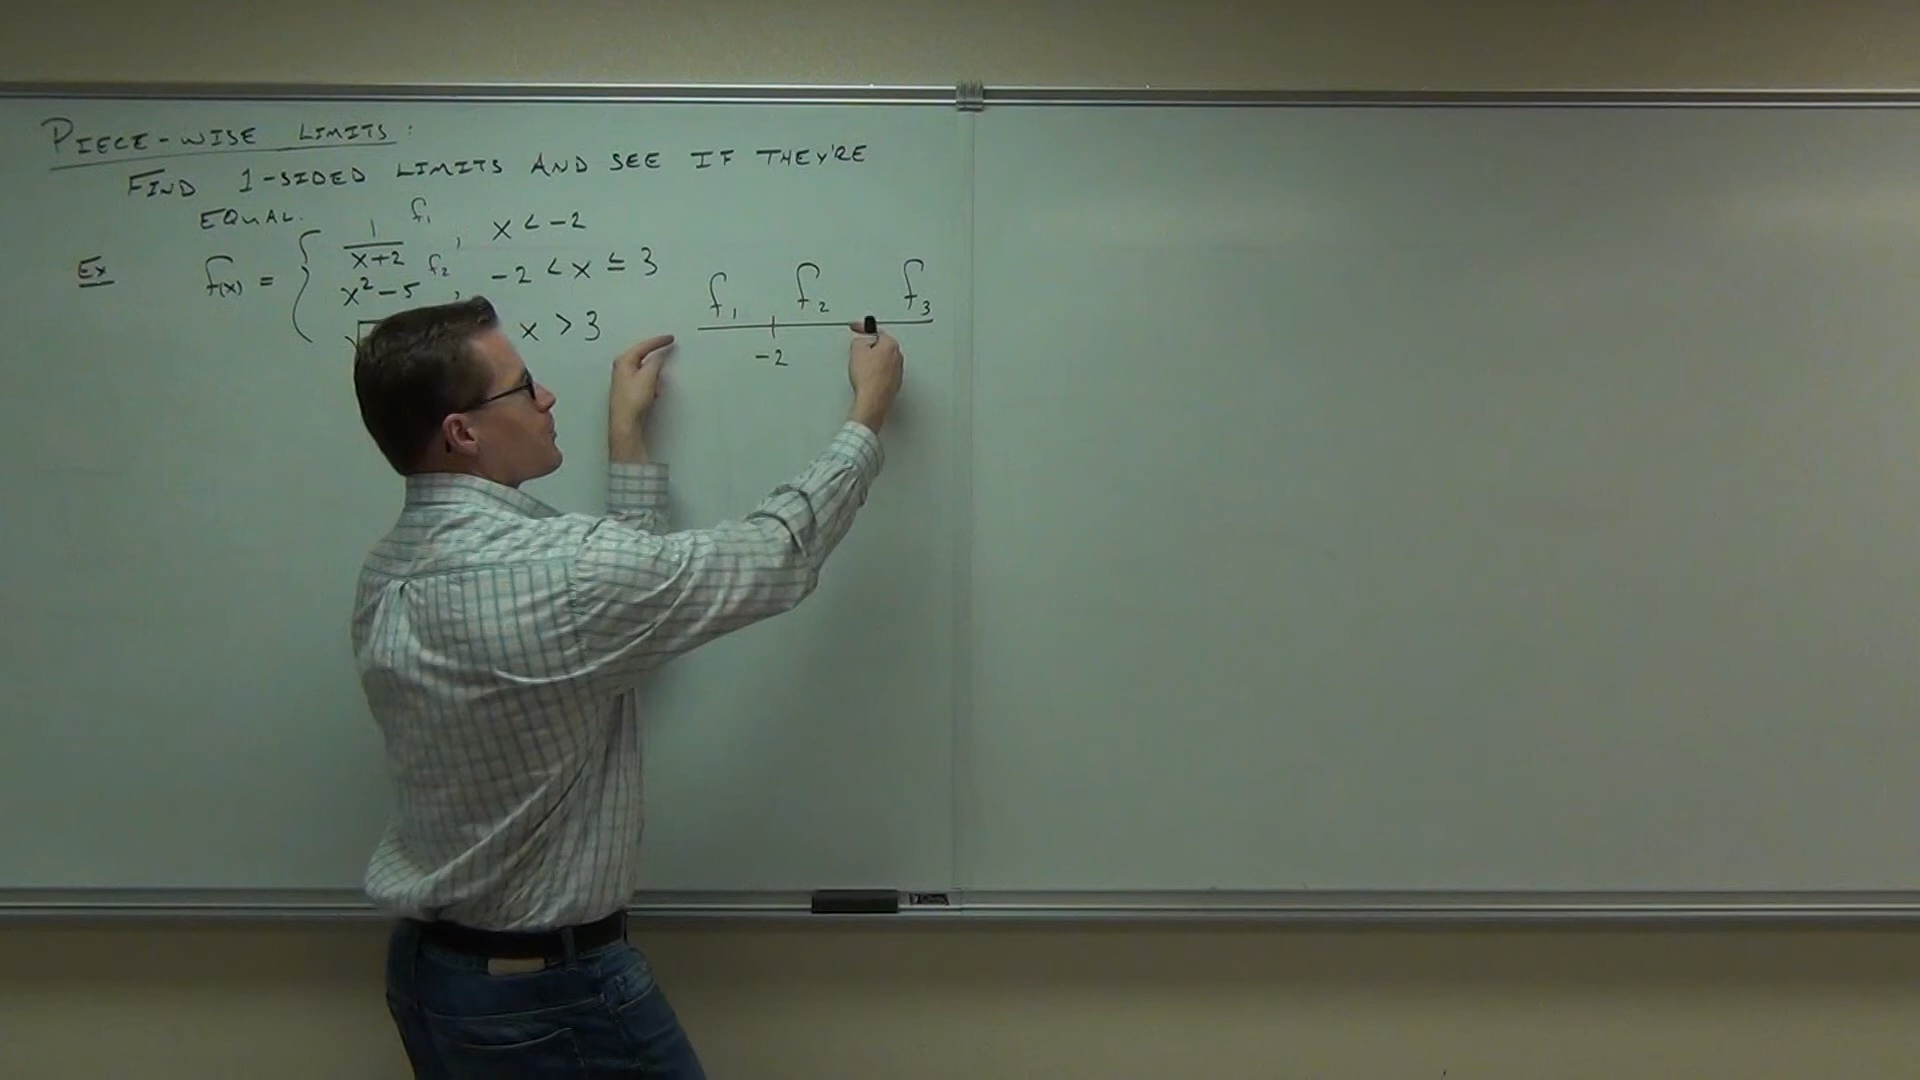 PIECE-WISE LIMITS:
FIND 1-SIDED LIMITS AND SEE IF THEY'RE
EQUAL.
Ex f(x) = { 1/(x+2) f₁, x < -2
x² - 5 f₂, -2 < x ≤ 3
√ x > 3
f₁ f₂ f₃
-2